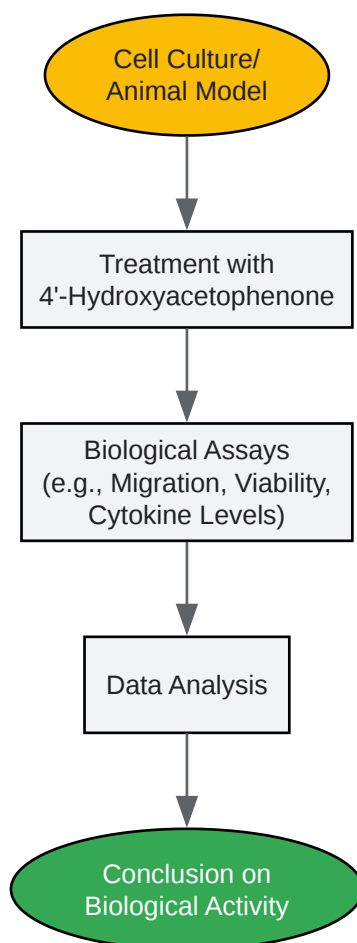 Cell Culture/
Animal Model
Treatment with
4'-Hydroxyacetophenone
Biological Assays
(e.g., Migration, Viability,
Cytokine Levels)
Data Analysis
Conclusion on
Biological Activity